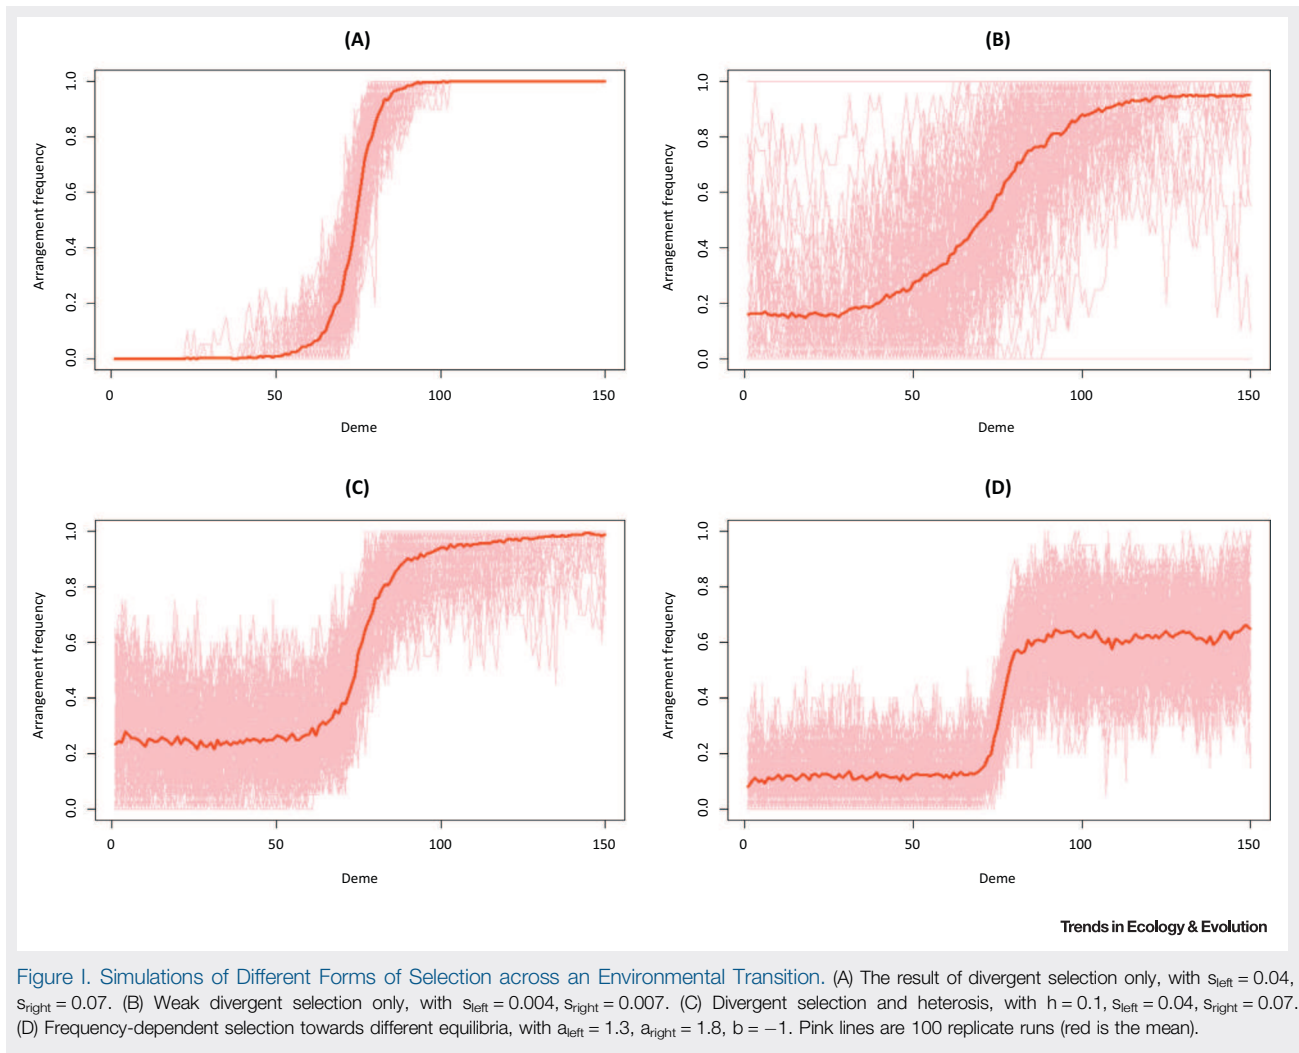 (A)
(B)
Arrangement frequency
1.0
0.8
0.6
0.4
0.2
0.0
0 50 100 150
Deme
Arrangement frequency
1.0
0.8
0.6
0.4
0.2
0.0
0 50 100 150
Deme
(C)
(D)
Arrangement frequency
1.0
0.8
0.6
0.4
0.2
0.0
0 50 100 150
Deme
Arrangement frequency
1.0
0.8
0.6
0.4
0.2
0.0
0 50 100 150
Deme
Trends in Ecology & Evolution
Figure I. Simulations of Different Forms of Selection across an Environmental Transition. (A) The result of divergent selection only, with sleft = 0.04,
sright = 0.07. (B) Weak divergent selection only, with sleft = 0.004, sright = 0.007. (C) Divergent selection and heterosis, with h = 0.1, sleft = 0.04, sright = 0.07.
(D) Frequency-dependent selection towards different equilibria, with aleft = 1.3, aright = 1.8, b = −1. Pink lines are 100 replicate runs (red is the mean).